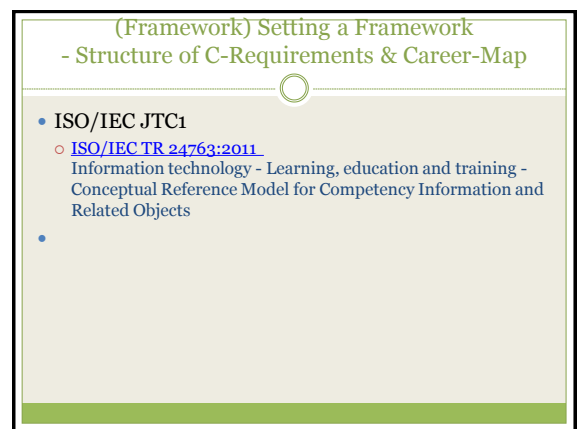 (Framework) Setting a Framework
- Structure of C-Requirements & Career-Map
• ISO/IEC JTC1
○ ISO/IEC TR 24763:2011
Information technology - Learning, education and training -
Conceptual Reference Model for Competency Information and
Related Objects
•